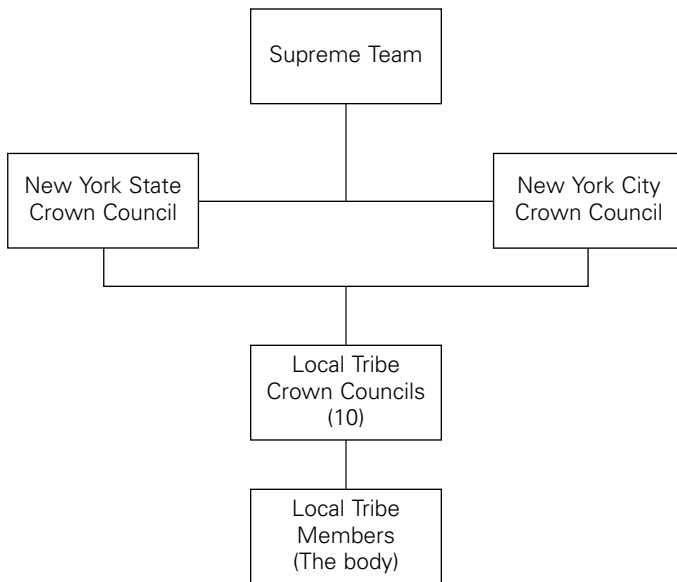 Supreme Team
New York State
Crown Council
New York City
Crown Council
Local Tribe
Crown Councils
(10)
Local Tribe
Members
(The body)